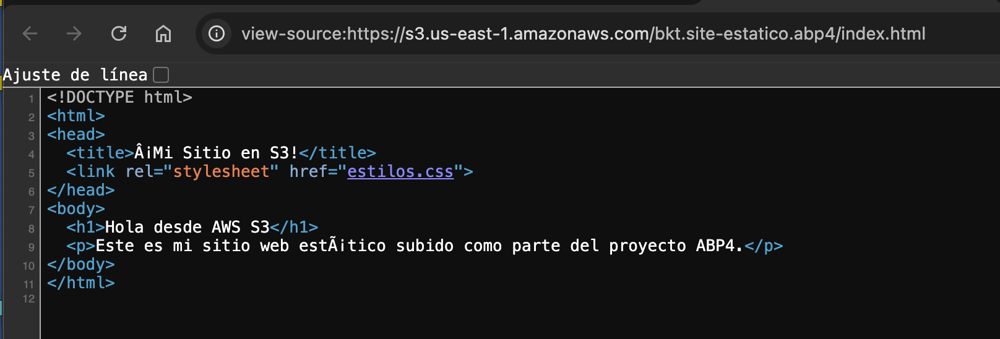 view-source:https://s3.us-east-1.amazonaws.com/bkt.site-estatico.abp4/index.html
Ajuste de línea
1 <!DOCTYPE html>
2 <html>
3 <head>
4 <title>Â¡Mi Sitio en S3!</title>
5 <link rel="stylesheet" href="estilos.css">
6 </head>
7 <body>
8 <h1>Hola desde AWS S3</h1>
9 <p>Este es mi sitio web estÃ¡tico subido como parte del proyecto ABP4.</p>
10 </body>
11 </html>
12